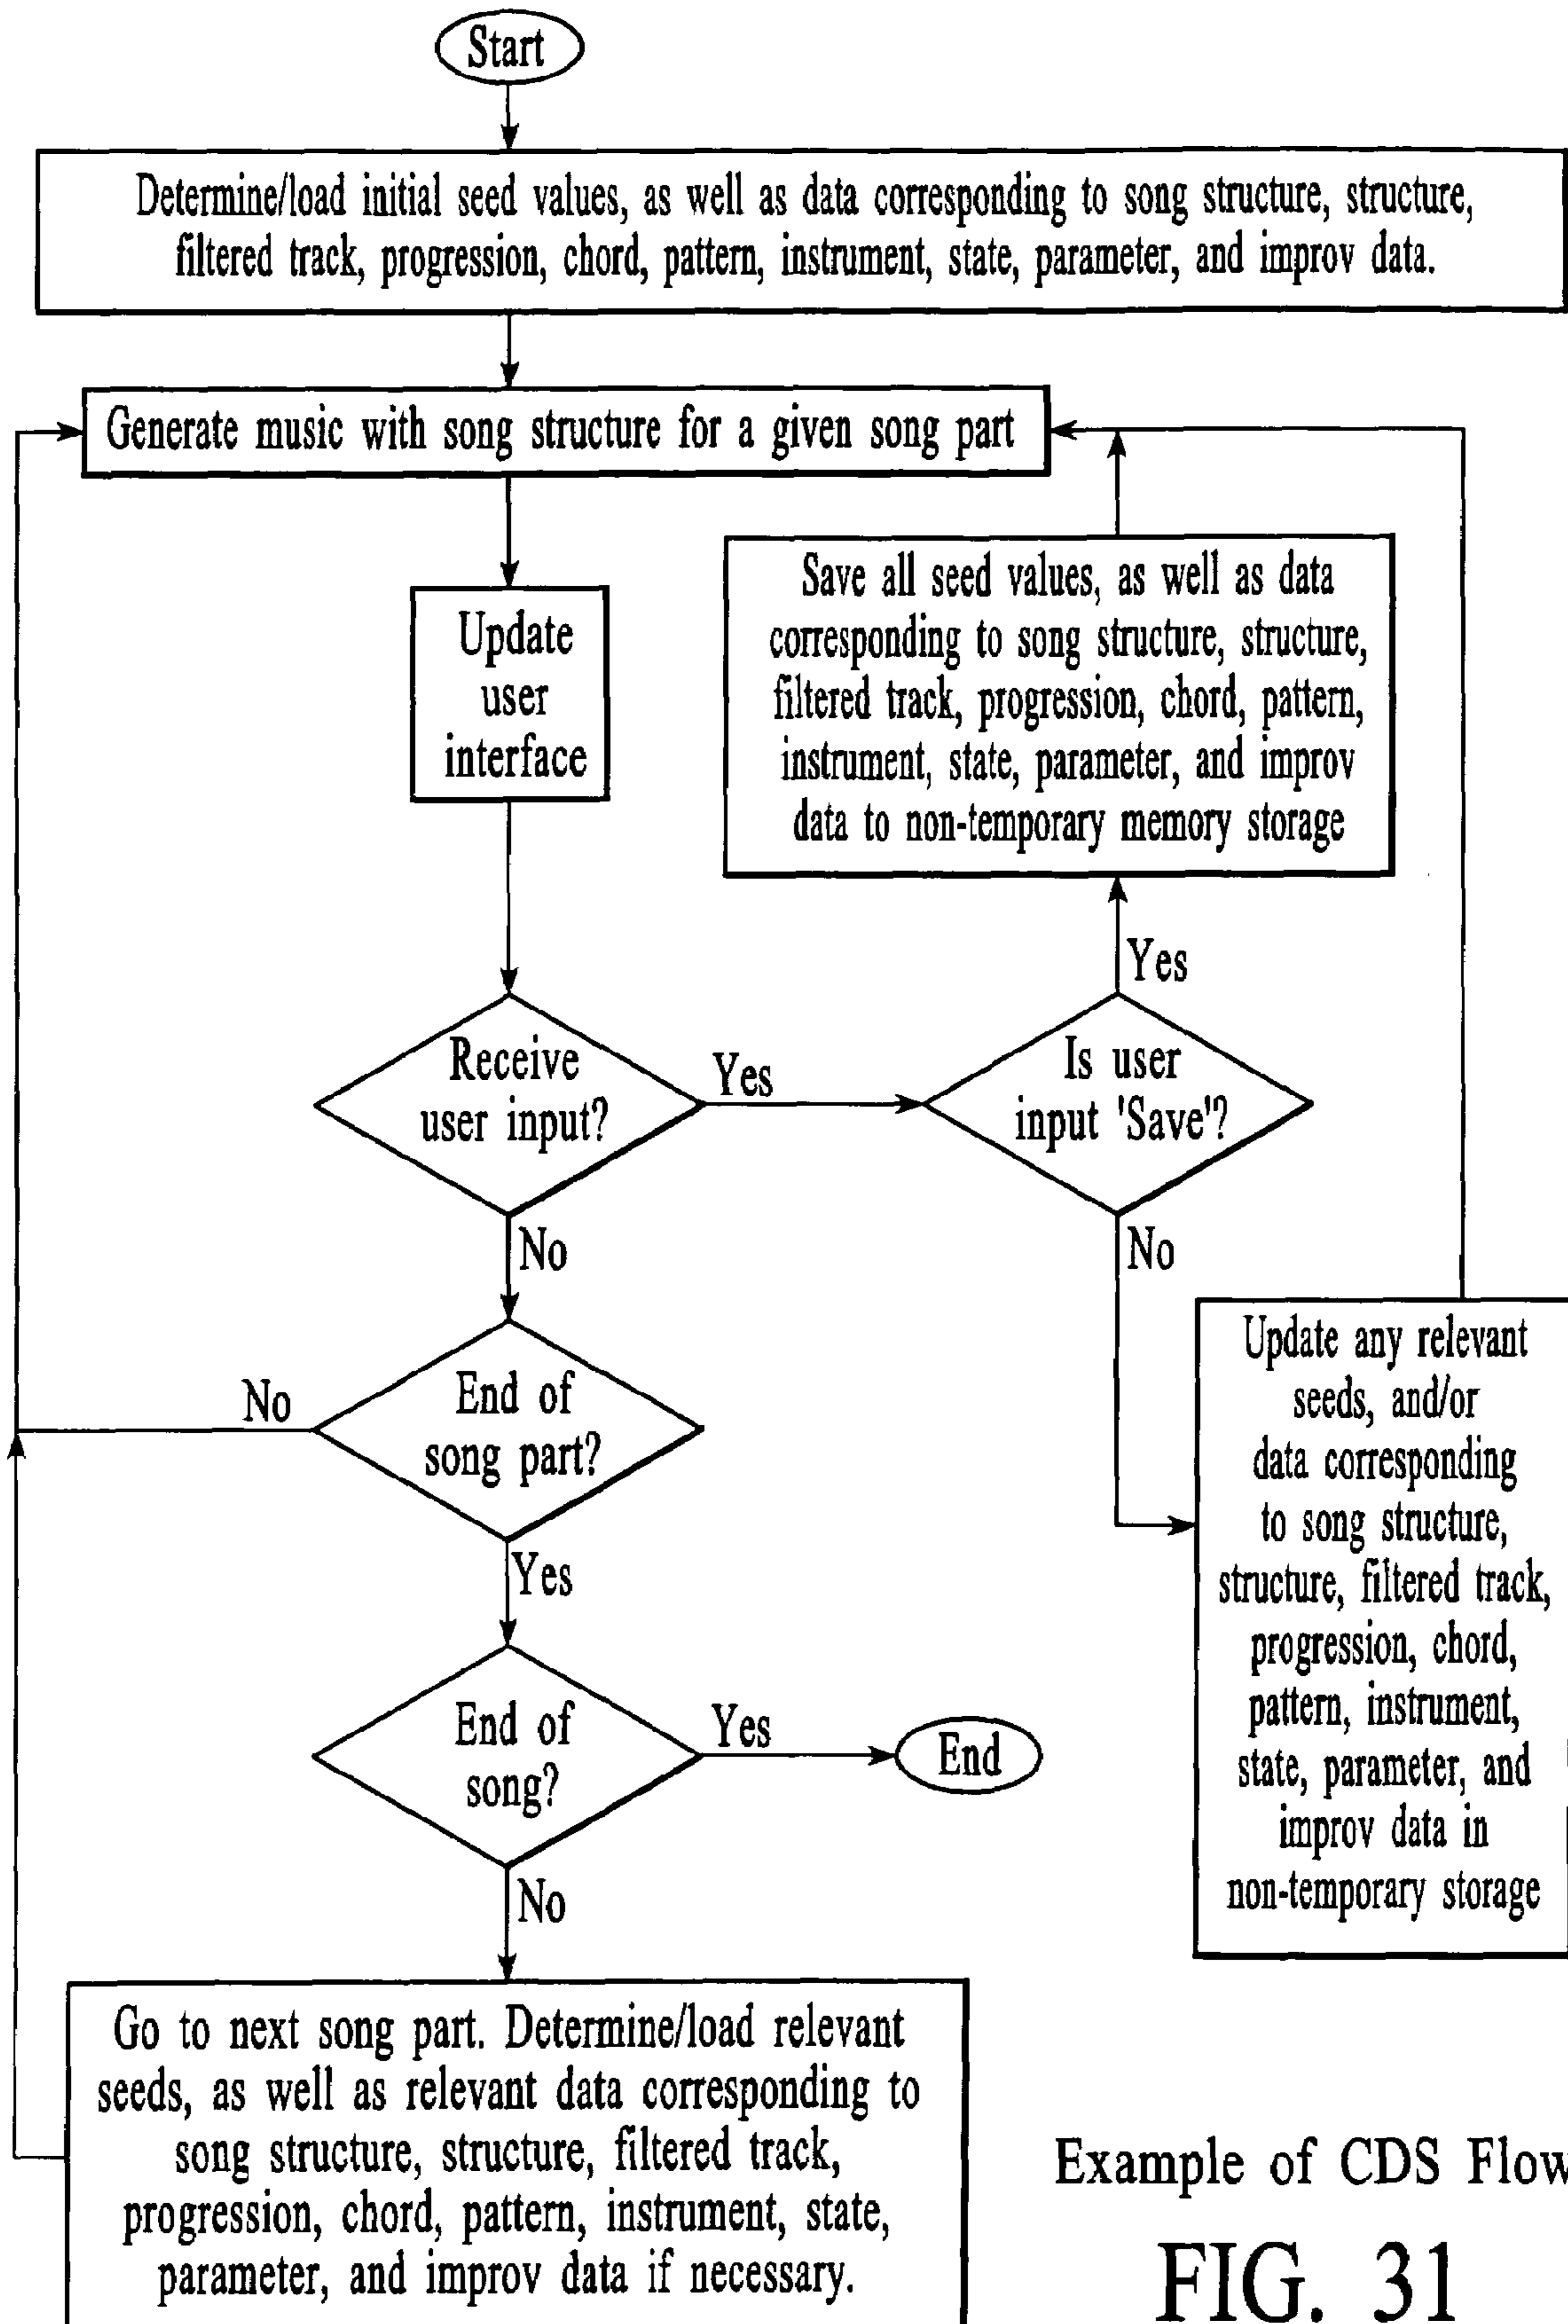 Start
Determine/load initial seed values, as well as data corresponding to song structure, structure,
filtered track, progression, chord, pattern, instrument, state, parameter, and improv data.
Generate music with song structure for a given song part
Update
user
interface
Save all seed values, as well as data
corresponding to song structure, structure,
filtered track, progression, chord, pattern,
instrument, state, parameter, and improv
data to non-temporary memory storage
Yes
Receive
user input?
Yes
Is user
input 'Save'?
No
No
Update any relevant
seeds, and/or
data corresponding
to song structure,
structure, filtered track,
progression, chord,
pattern, instrument,
state, parameter, and
improv data in
non-temporary storage
End of
song part?
No
Yes
End of
song?
Yes
End
No
Go to next song part. Determine/load relevant
seeds, as well as relevant data corresponding to
song structure, structure, filtered track,
progression, chord, pattern, instrument, state,
parameter, and improv data if necessary.
Example of CDS Flow
FIG. 31